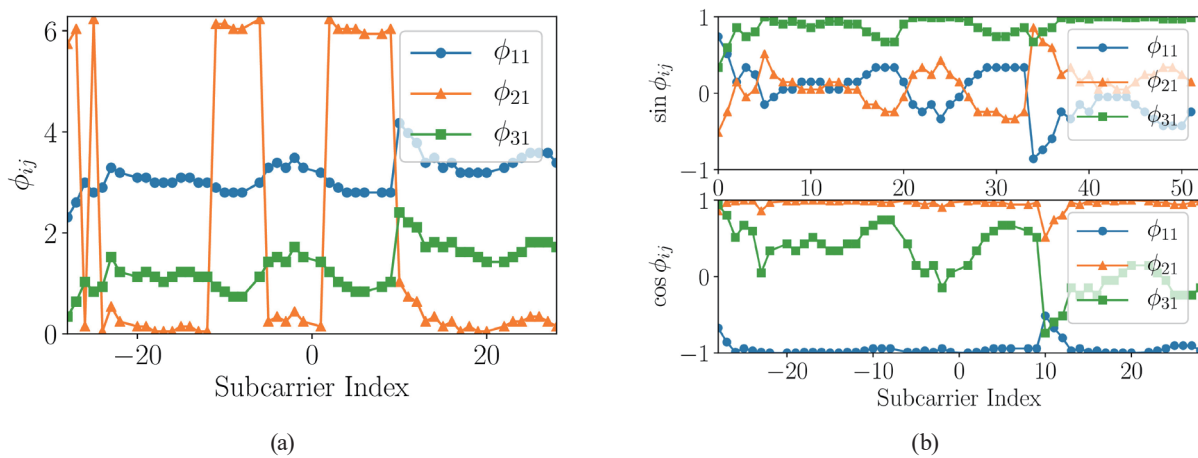 6
4
2
0
ϕᵢⱼ
ϕ₁₁
ϕ₂₁
ϕ₃₁
−20 0 20
Subcarrier Index
(a)
1
0
−1
sin ϕᵢⱼ
ϕ₁₁
ϕ₂₁
ϕ₃₁
0 10 20 30 40 50
1
0
−1
cos ϕᵢⱼ
ϕ₁₁
ϕ₂₁
ϕ₃₁
−20 −10 0 10 20
Subcarrier Index
(b)